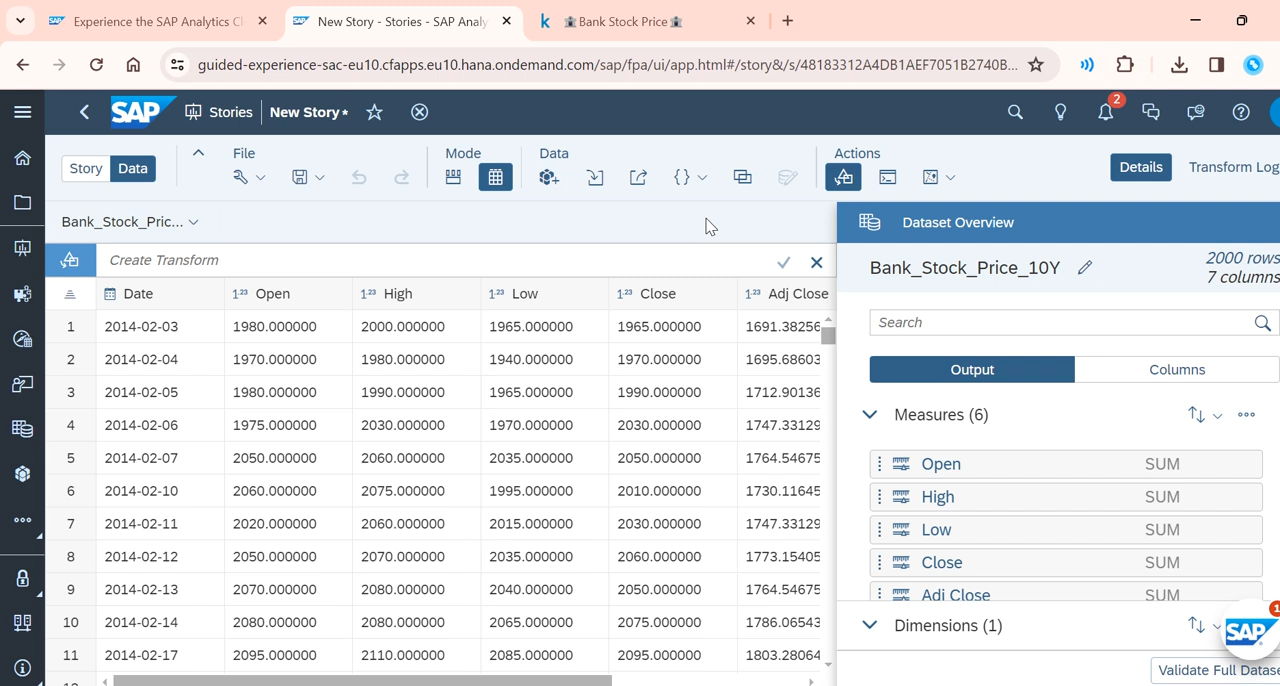 Experience the SAP Analytics Cl
New Story - Stories - SAP Analy
k
🏦Bank Stock Price🏦
guided-experience-sac-eu10.cfapps.eu10.hana.ondemand.com/sap/fpa/ui/app.html#/story&/s/48183312A4DB1AEF7051B2740B...
SAP
Stories
New Story*
2
Story
Data
File
Mode
Data
Actions
Details
Transform Log
Bank_Stock_Pric...
Dataset Overview
Create Transform
Bank_Stock_Price_10Y
2000 rows
7 columns
Date
123 Open
123 High
123 Low
123 Close
123 Adj Close
1 2014-02-03 1980.000000 2000.000000 1965.000000 1965.000000 1691.38256
2 2014-02-04 1970.000000 1980.000000 1940.000000 1970.000000 1695.68603
3 2014-02-05 1980.000000 1990.000000 1965.000000 1990.000000 1712.90136
4 2014-02-06 1975.000000 2030.000000 1970.000000 2030.000000 1747.33129
5 2014-02-07 2050.000000 2060.000000 2035.000000 2050.000000 1764.54675
6 2014-02-10 2060.000000 2075.000000 1995.000000 2010.000000 1730.11645
7 2014-02-11 2020.000000 2060.000000 2015.000000 2030.000000 1747.33129
8 2014-02-12 2050.000000 2070.000000 2035.000000 2060.000000 1773.15405
9 2014-02-13 2070.000000 2080.000000 2040.000000 2050.000000 1764.54675
10 2014-02-14 2080.000000 2080.000000 2065.000000 2075.000000 1786.06543
11 2014-02-17 2095.000000 2110.000000 2085.000000 2095.000000 1803.28064
Search
Output
Columns
Measures (6)
Open SUM
High SUM
Low SUM
Close SUM
Adj Close SUM
Dimensions (1)
1
SAP
Validate Full Datase